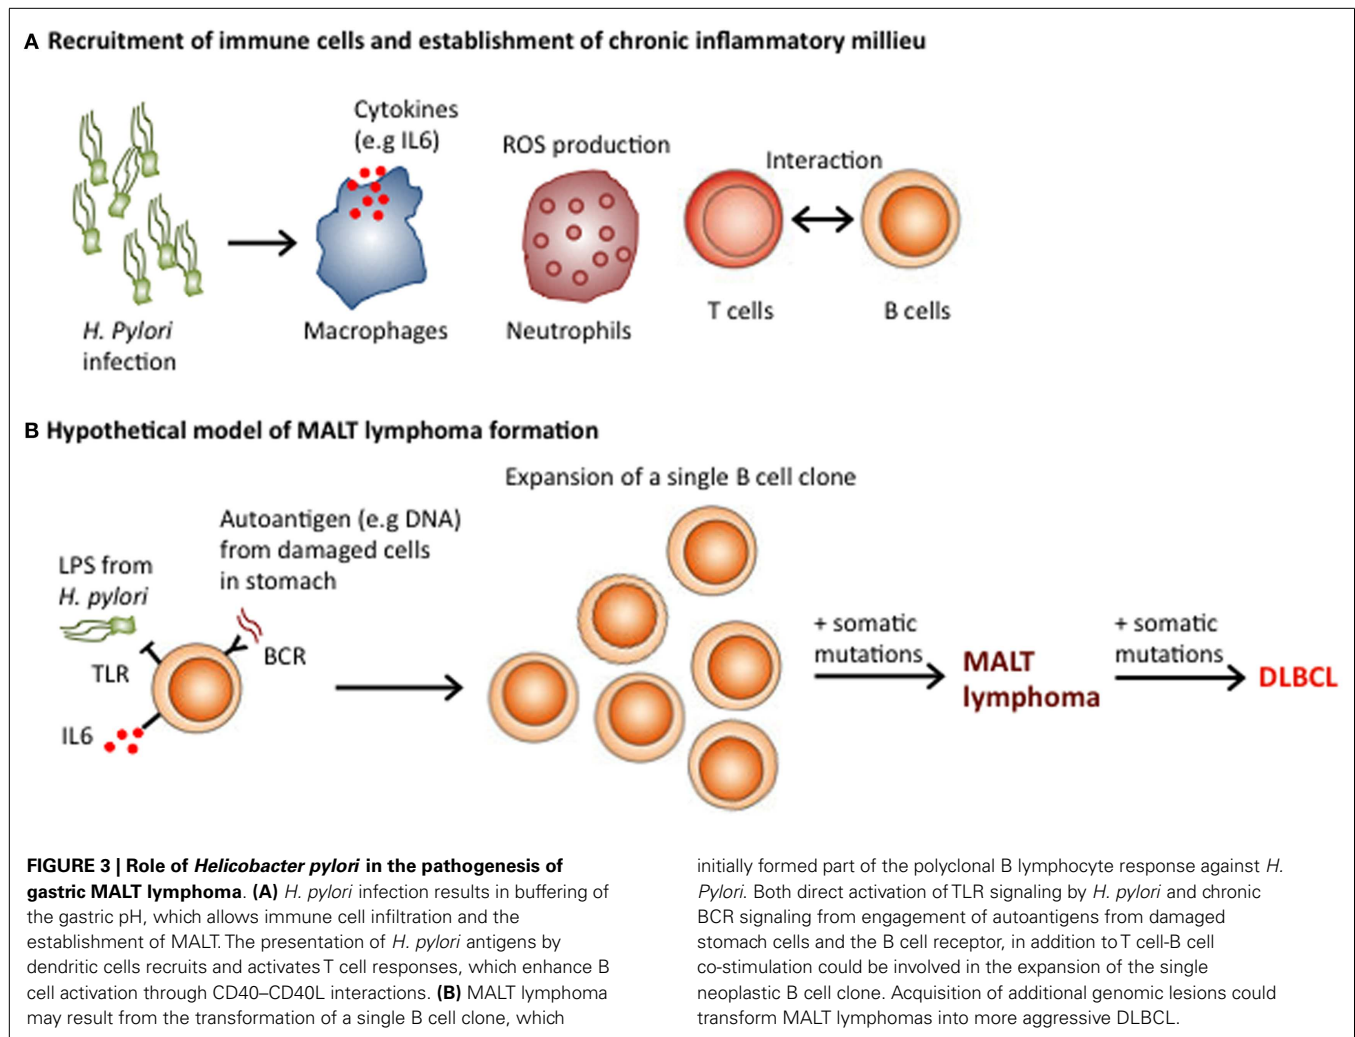 A Recruitment of immune cells and establishment of chronic inflammatory millieu
Cytokines
(e.g IL6)
ROS production
Interaction
H. Pylori
infection
Macrophages
Neutrophils
T cells
B cells
B Hypothetical model of MALT lymphoma formation
Expansion of a single B cell clone
Autoantigen (e.g DNA)
from damaged cells
in stomach
LPS from
H. pylori
TLR
BCR
IL6
+ somatic
mutations
MALT
lymphoma
+ somatic
mutations
DLBCL
FIGURE 3 | Role of Helicobacter pylori in the pathogenesis of
gastric MALT lymphoma. (A) H. pylori infection results in buffering of
the gastric pH, which allows immune cell infiltration and the
establishment of MALT. The presentation of H. pylori antigens by
dendritic cells recruits and activates T cell responses, which enhance B
cell activation through CD40–CD40L interactions. (B) MALT lymphoma
may result from the transformation of a single B cell clone, which
initially formed part of the polyclonal B lymphocyte response against H.
Pylori. Both direct activation of TLR signaling by H. pylori and chronic
BCR signaling from engagement of autoantigens from damaged
stomach cells and the B cell receptor, in addition to T cell-B cell
co-stimulation could be involved in the expansion of the single
neoplastic B cell clone. Acquisition of additional genomic lesions could
transform MALT lymphomas into more aggressive DLBCL.